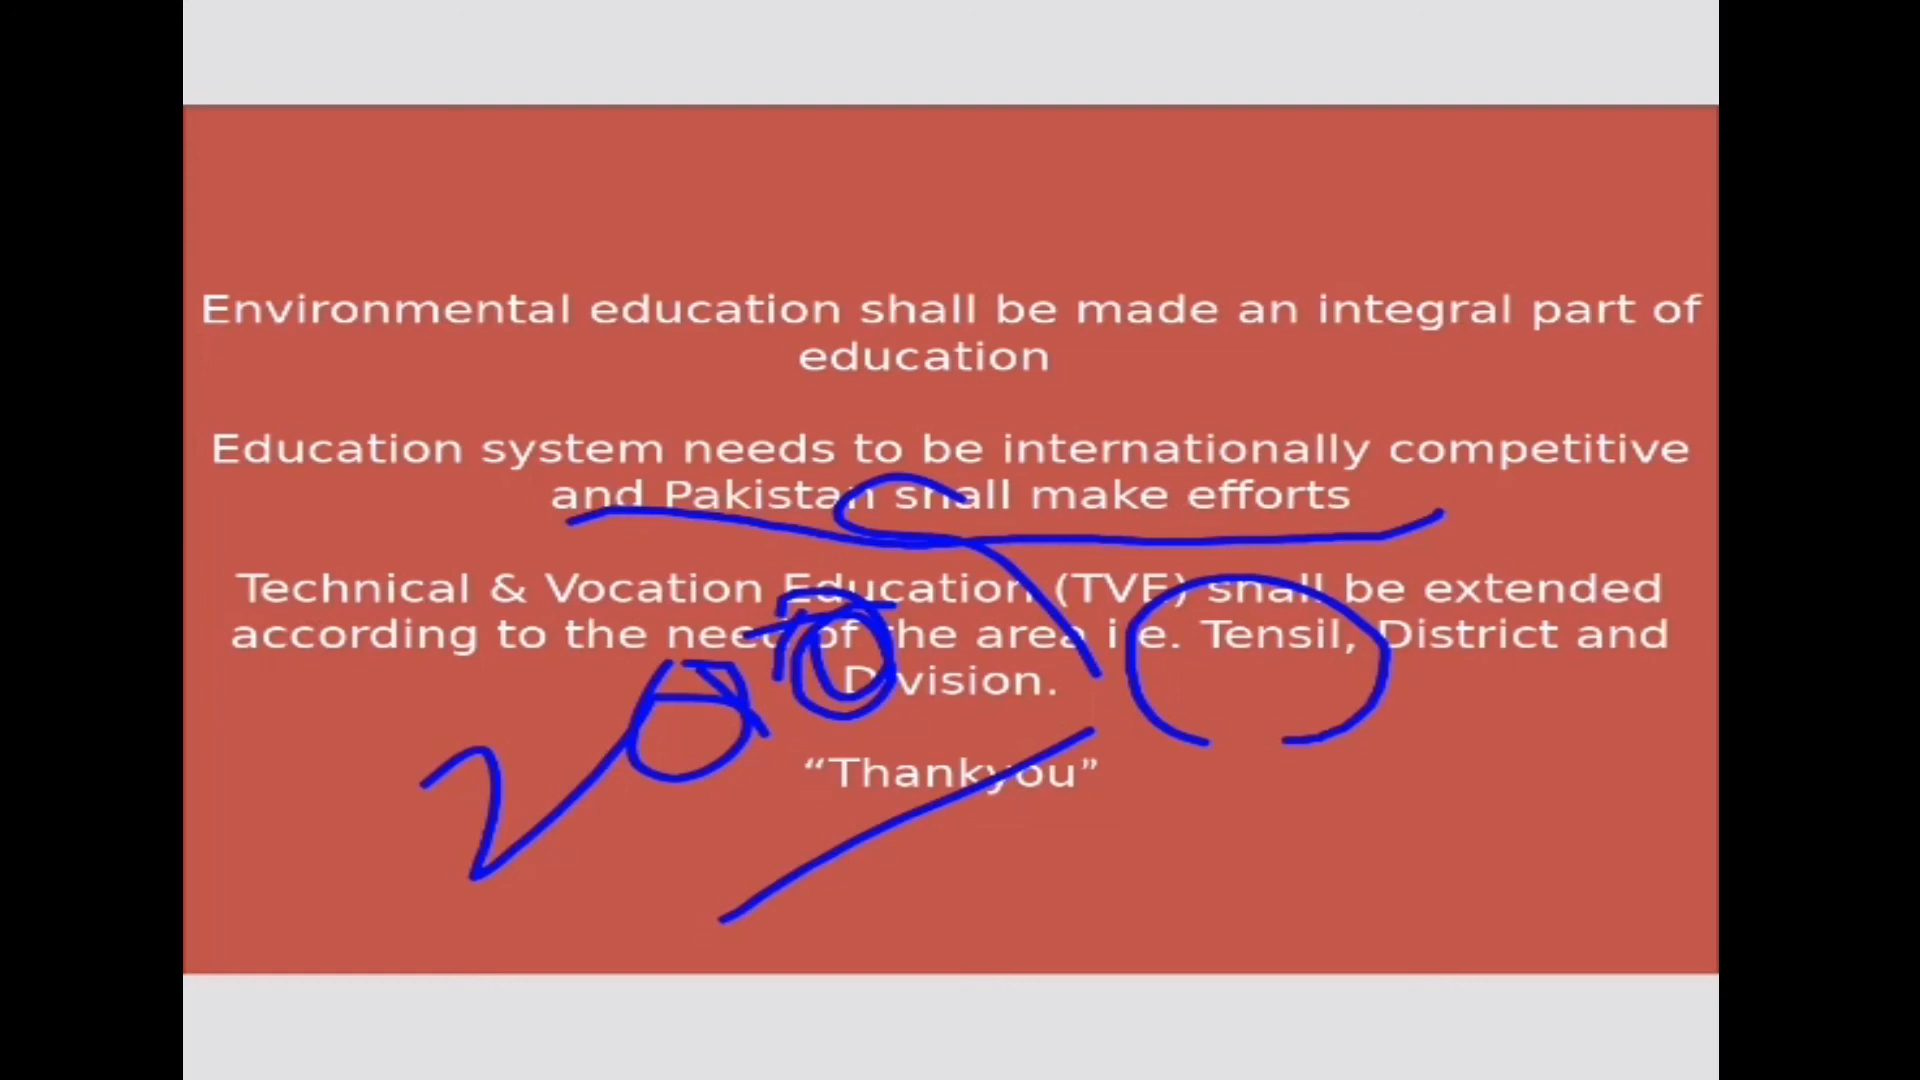 Environmental education shall be made an integral part of
education
Education system needs to be internationally competitive
and Pakistan shall make efforts
Technical & Vocation Education (TVE) shall be extended
according to the need of the area i.e. Tensil, District and
Division.
“Thankyou”